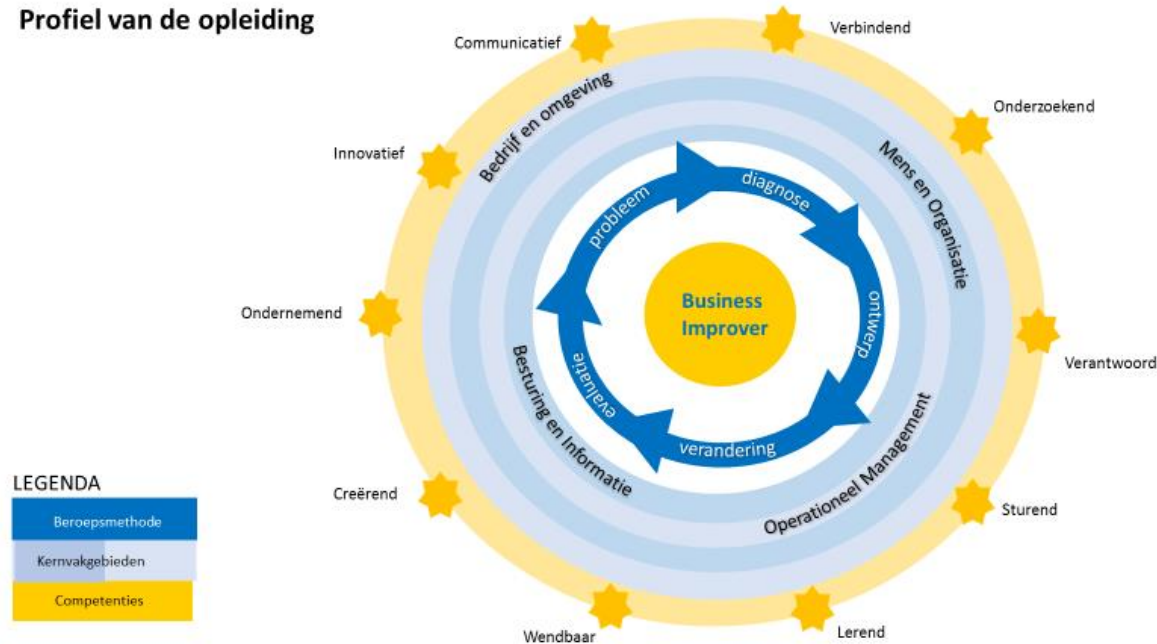 Profiel van de opleiding
Communicatief
Verbindend
Onderzoekend
Innovatief
Bedrijf en omgeving
Mens en Organisatie
probleem
diagnose
Ondernemend
Business
Improver
ontwerp
Verantwoord
Besturing en Informatie
evaluatie
verandering
Operationeel Management
LEGENDA
Beroepsmethode
Kernvakgebieden
Competenties
Creërend
Sturend
Wendbaar
Lerend